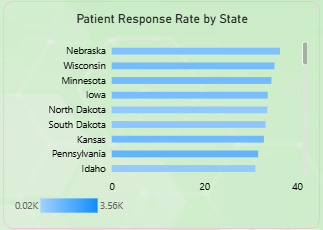 Patient Response Rate by State
Nebraska
Wisconsin
Minnesota
Iowa
North Dakota
South Dakota
Kansas
Pennsylvania
Idaho
0 20 40
0.02K 3.56K